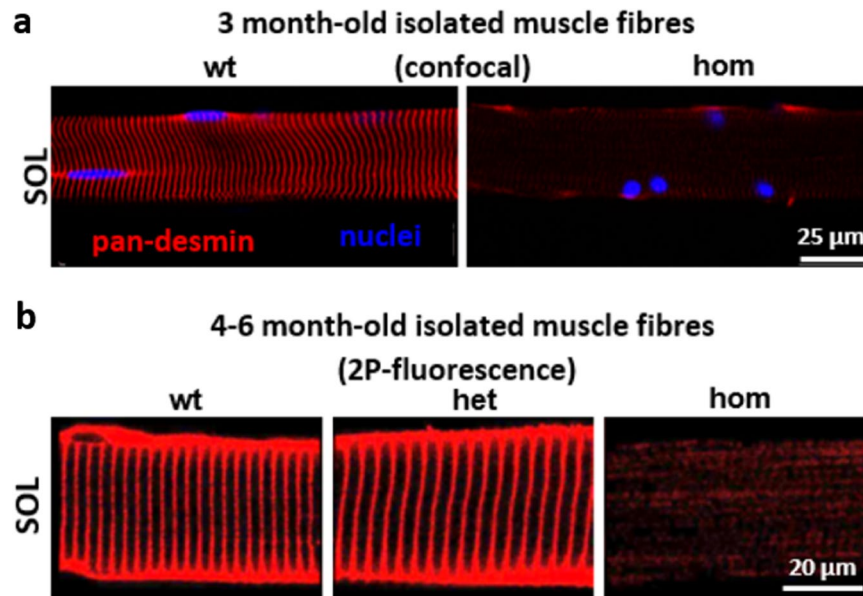 a
3 month-old isolated muscle fibres
wt (confocal) hom
SOL
pan-desmin nuclei
25 µm
b
4-6 month-old isolated muscle fibres
(2P-fluorescence)
wt het hom
SOL
20 µm